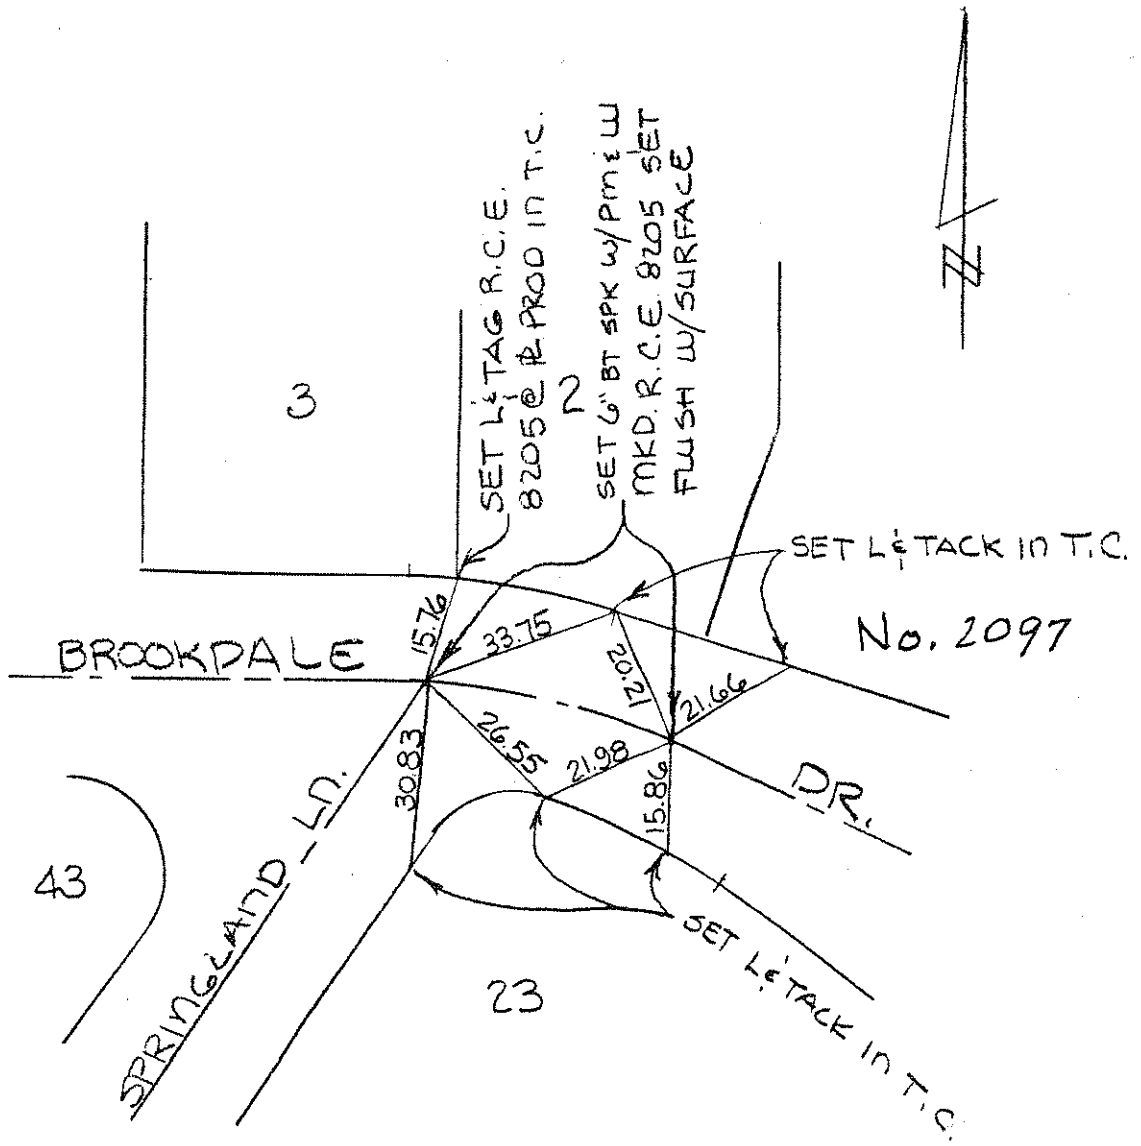 SET L&TAG R.C.E.
8205@ ⅊ PROD IN T.C.
SET 6" BT SPK W/PM&W
MKD. R.C.E. 8205 SET
FLUSH W/SURFACE
N
3
2
SET L&TACK IN T.C.
No. 2097
BROOKDALE
DR.
15.76
33.75
20.21
21.66
30.83
26.55
21.98
15.86
43
SPRINGLAND LN.
SET L&TACK IN T.C.
23